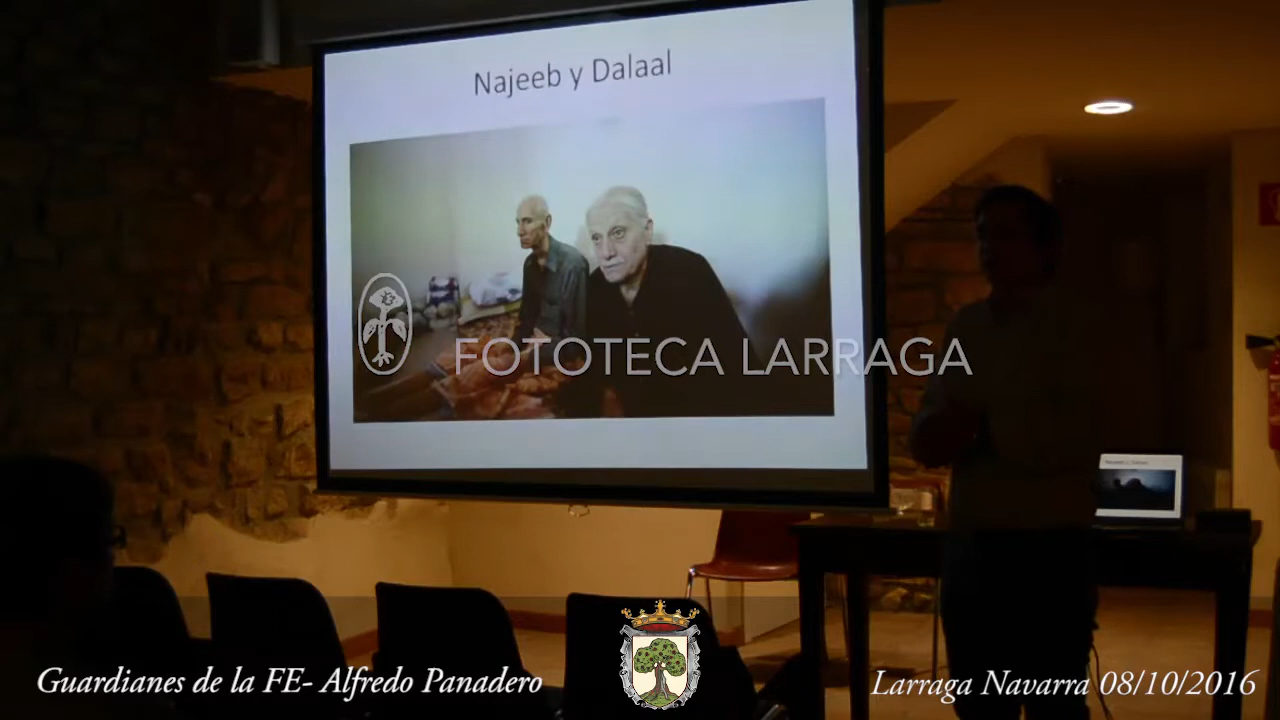 Najeeb y Dalaal
FOTOTECA LARRAGA
Guardianes de la FE- Alfredo Panadero
Larraga Navarra 08/10/2016